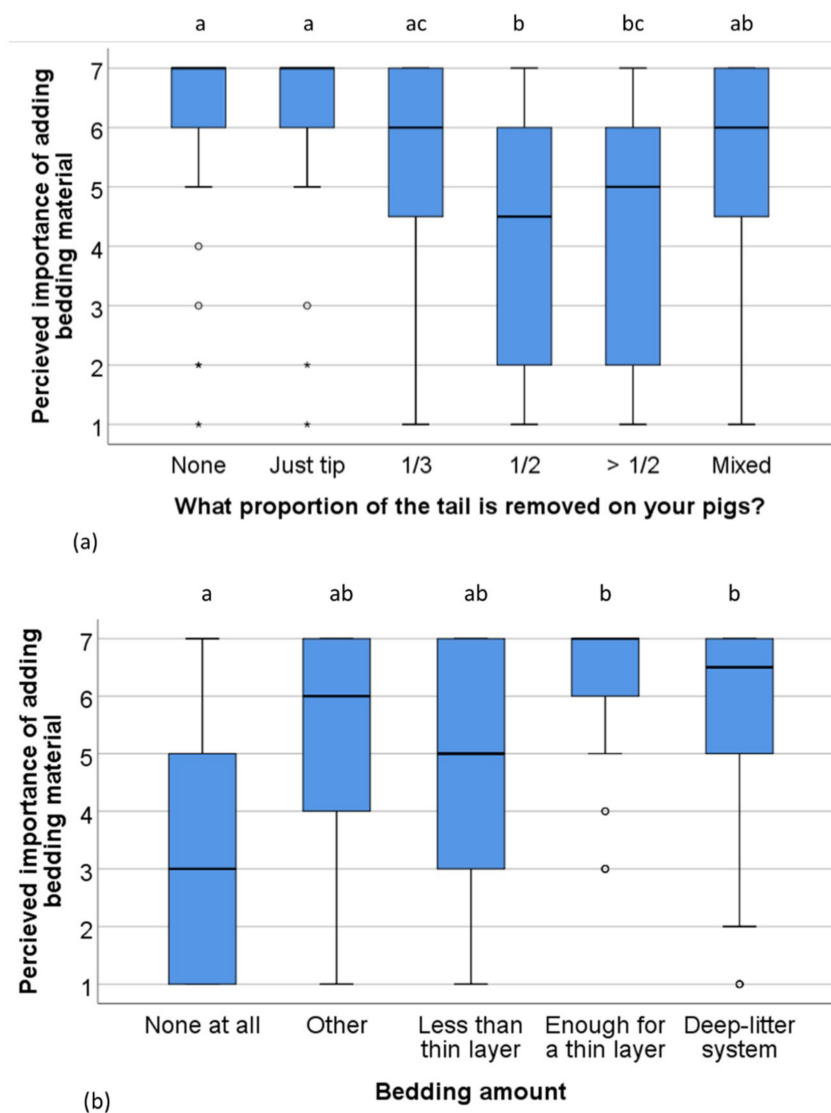 a a ac b bc ab
Percieved importance of adding
bedding material
7
6
5
4
3
2
1
None Just tip 1/3 1/2 > 1/2 Mixed
What proportion of the tail is removed on your pigs?
(a)
a ab ab b b
Percieved importance of adding
bedding material
7
6
5
4
3
2
1
None at all Other Less than Enough for Deep-litter
thin layer a thin layer system
Bedding amount
(b)